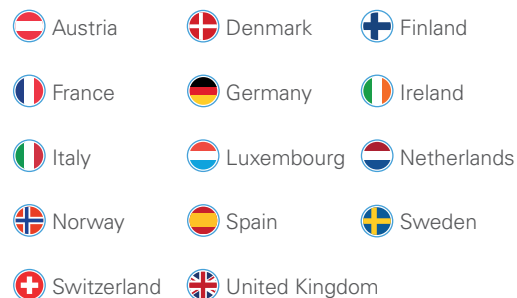 Austria Denmark Finland
France Germany Ireland
Italy Luxembourg Netherlands
Norway Spain Sweden
Switzerland United Kingdom